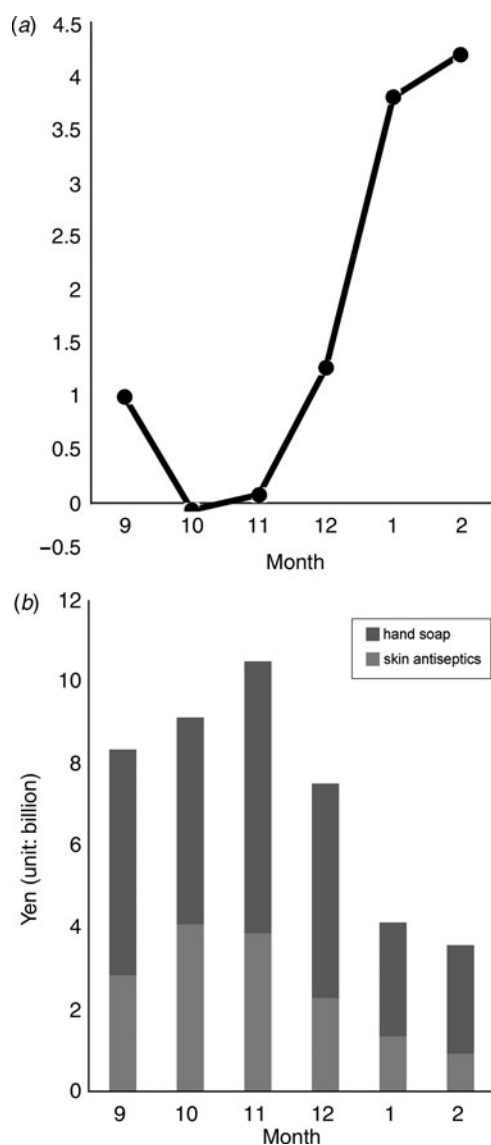 (a)
4.5
4
3.5
3
2.5
2
1.5
1
0.5
0
−0.5
9 10 11 12 1 2
Month
(b)
12
10
8
6
4
2
0
Yen (unit: billion)
hand soap
skin antiseptics
9 10 11 12 1 2
Month